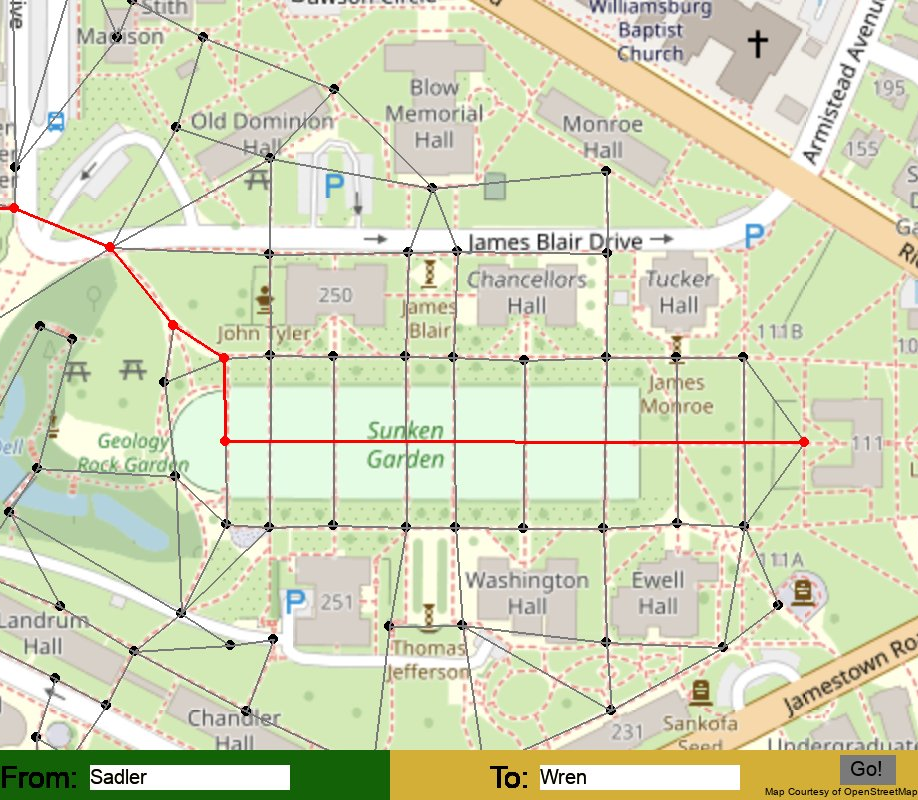 Stith
Madison
Williamsburg
Baptist
Church
Armistead Avenue
195
155
Blow
Memorial
Hall
Old Dominion
Hall
Monroe
Hall
P
P
James Blair Drive
250
James
Blair
John Tyler
Chancellors
Hall
Tucker
Hall
111B
James
Monroe
Sunken
Garden
Geology
Rock Garden
111
111A
Washington
Hall
Ewell
Hall
P
251
Thomas
Jefferson
Landrum
Hall
Chandler
Hall
231
Sankofa
Seed
Jamestown Ro
Undergraduate
From: Sadler To: Wren Go!
Map Courtesy of OpenStreetMap